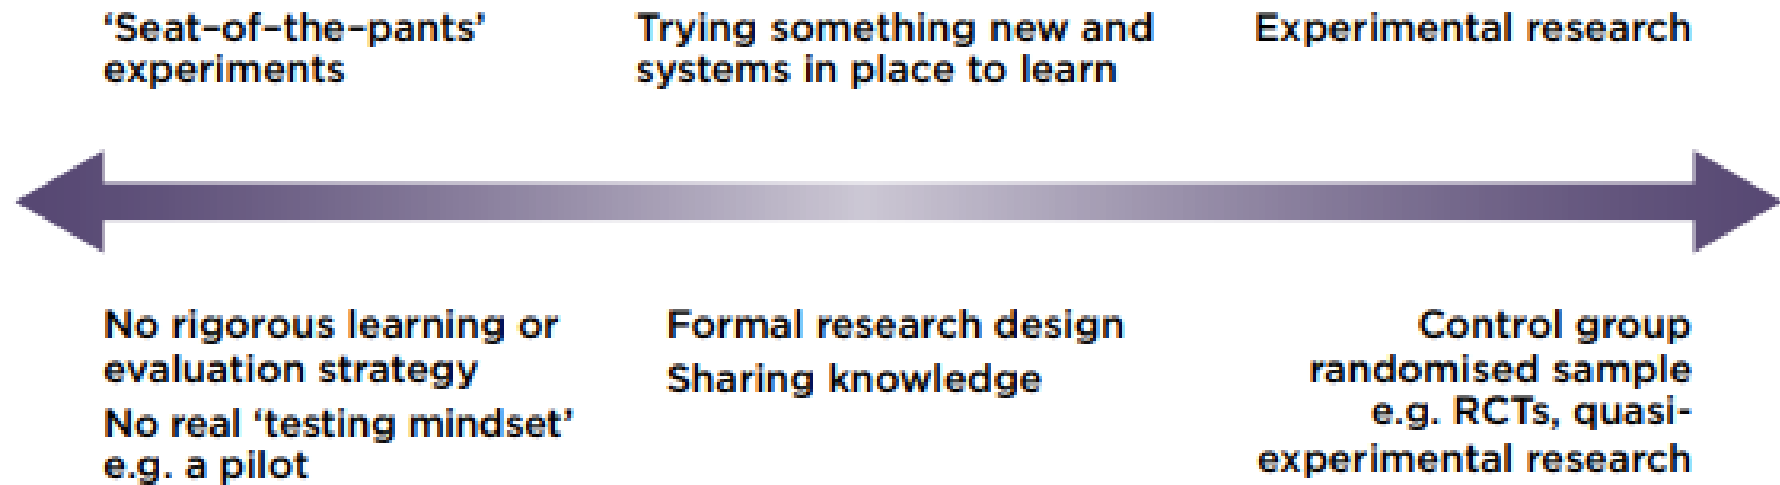 ‘Seat–of–the–pants’
experiments
Trying something new and
systems in place to learn
Experimental research
No rigorous learning or
evaluation strategy
No real ‘testing mindset’
e.g. a pilot
Formal research design
Sharing knowledge
Control group
randomised sample
e.g. RCTs, quasi-
experimental research